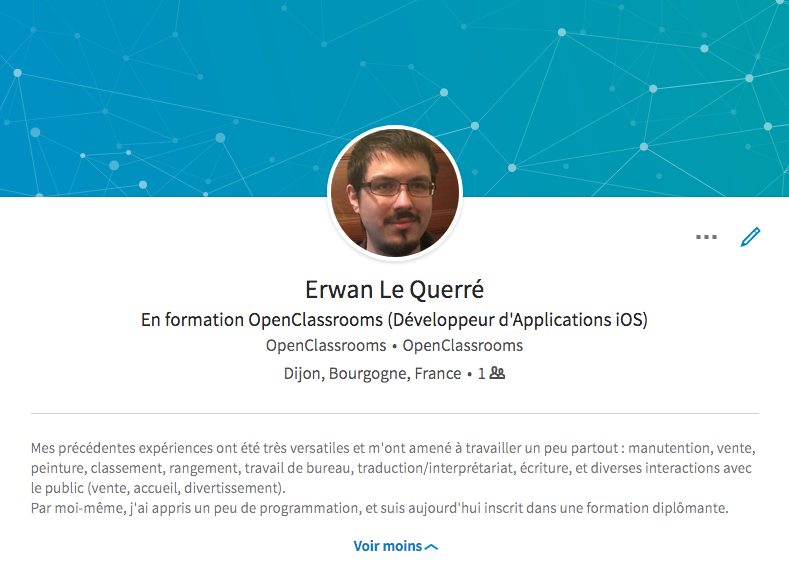 Erwan Le Querré
En formation OpenClassrooms (Développeur d'Applications iOS)
OpenClassrooms • OpenClassrooms
Dijon, Bourgogne, France • 1
Mes précédentes expériences ont été très versatiles et m'ont amené à travailler un peu partout : manutention, vente,
peinture, classement, rangement, travail de bureau, traduction/interprétariat, écriture, et diverses interactions avec
le public (vente, accueil, divertissement).
Par moi-même, j'ai appris un peu de programmation, et suis aujourd'hui inscrit dans une formation diplômante.
Voir moins